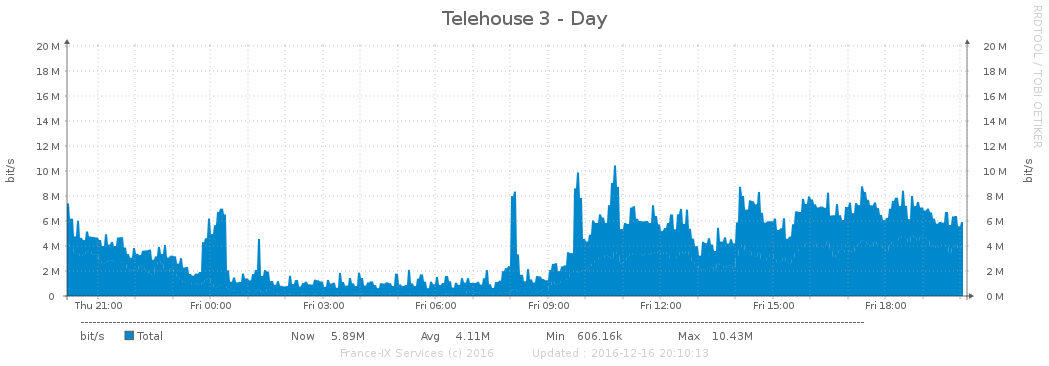 Telehouse 3 - Day
RRDTOOL / TOBI OETIKER
bit/s
20 M 20 M
18 M 18 M
16 M 16 M
14 M 14 M
12 M 12 M
10 M 10 M
8 M 8 M
6 M 6 M
4 M 4 M
2 M 2 M
0 0 M
bit/s
Thu 21:00 Fri 00:00 Fri 03:00 Fri 06:00 Fri 09:00 Fri 12:00 Fri 15:00 Fri 18:00
bit/s Total Now 5.89M Avg 4.11M Min 606.16k Max 10.43M
France-IX Services (c) 2016 Updated : 2016-12-16 20:10:13